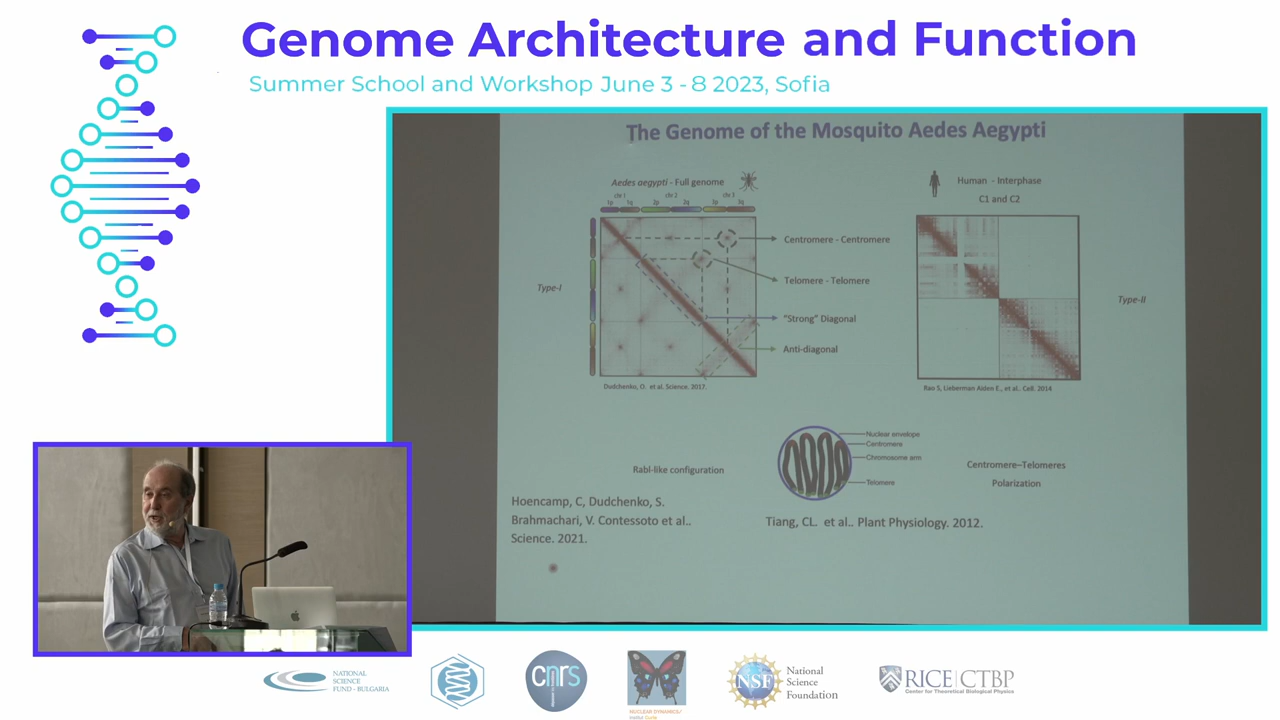 Genome Architecture and Function
Summer School and Workshop June 3 - 8 2023, Sofia
The Genome of the Mosquito Aedes Aegypti
Aedes aegypti - Full genome
chr 1 chr 2 chr 3
1p 1q 2p 2q 3p 3q
Type-I
Centromere - Centromere
Telomere - Telomere
"Strong" Diagonal
Anti-diagonal
Dudchenko, O. et al. Science. 2017.
Human - Interphase
C1 and C2
Type-II
Rao S, Lieberman Aiden E., et al.. Cell. 2014.
Rabl-like configuration
Nuclear envelope
Centromere
Chromosome arm
Telomere
Centromere–Telomeres
Polarization
Hoencamp, C, Dudchenko, S.
Brahmachari, V. Contessoto et al..
Science. 2021.
Tiang, CL. et al.. Plant Physiology. 2012.
NATIONAL
SCIENCE
FUND - BULGARIA
cnrs
NUCLEAR DYNAMICS
Institut Curie
NSF
National
Science
Foundation
RICE | CTBP
Center for Theoretical Biological Physics